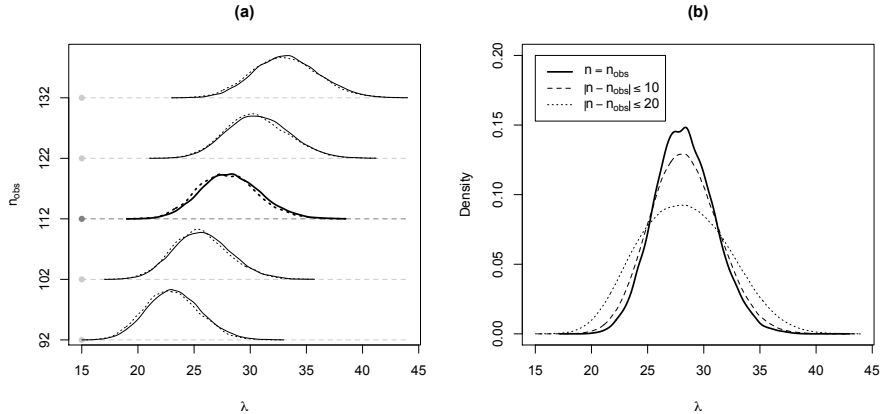 (a)
n_obs
132
122
112
102
92
15 20 25 30 35 40 45
λ
(b)
Density
0.20
0.15
0.10
0.05
0.00
n = n_obs
|n − n_obs| ≤ 10
|n − n_obs| ≤ 20
15 20 25 30 35 40 45
λ